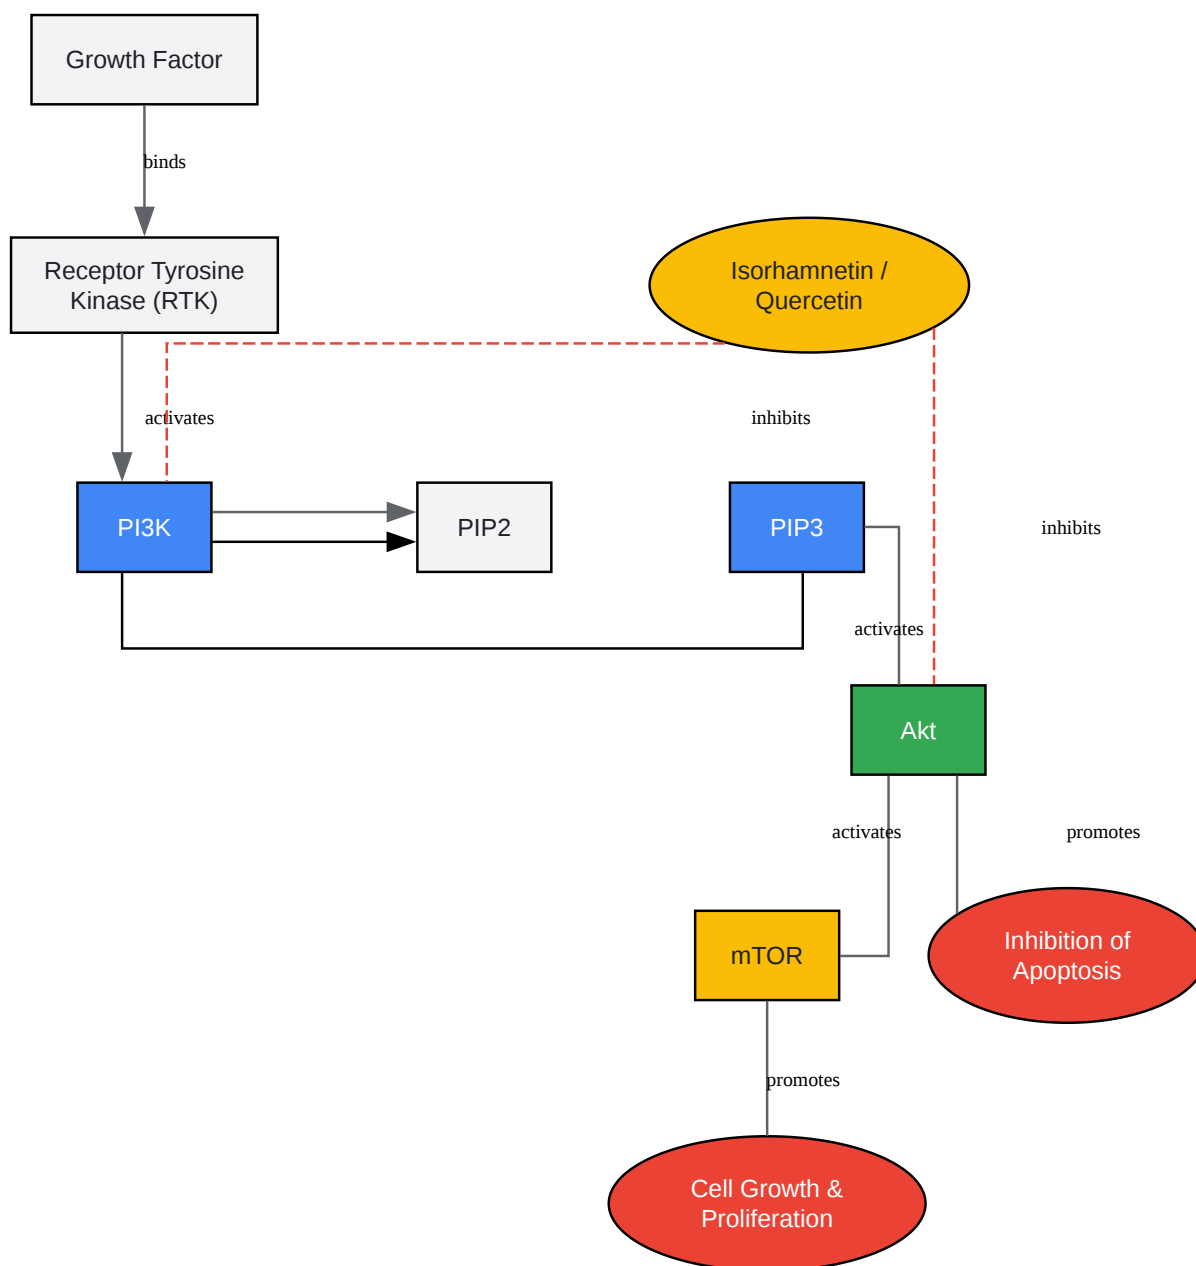 Growth Factor
binds
Receptor Tyrosine
Kinase (RTK)
Isorhamnetin /
Quercetin
activates
inhibits
PI3K
PIP2
PIP3
inhibits
activates
Akt
activates
promotes
mTOR
Inhibition of
Apoptosis
promotes
Cell Growth &
Proliferation